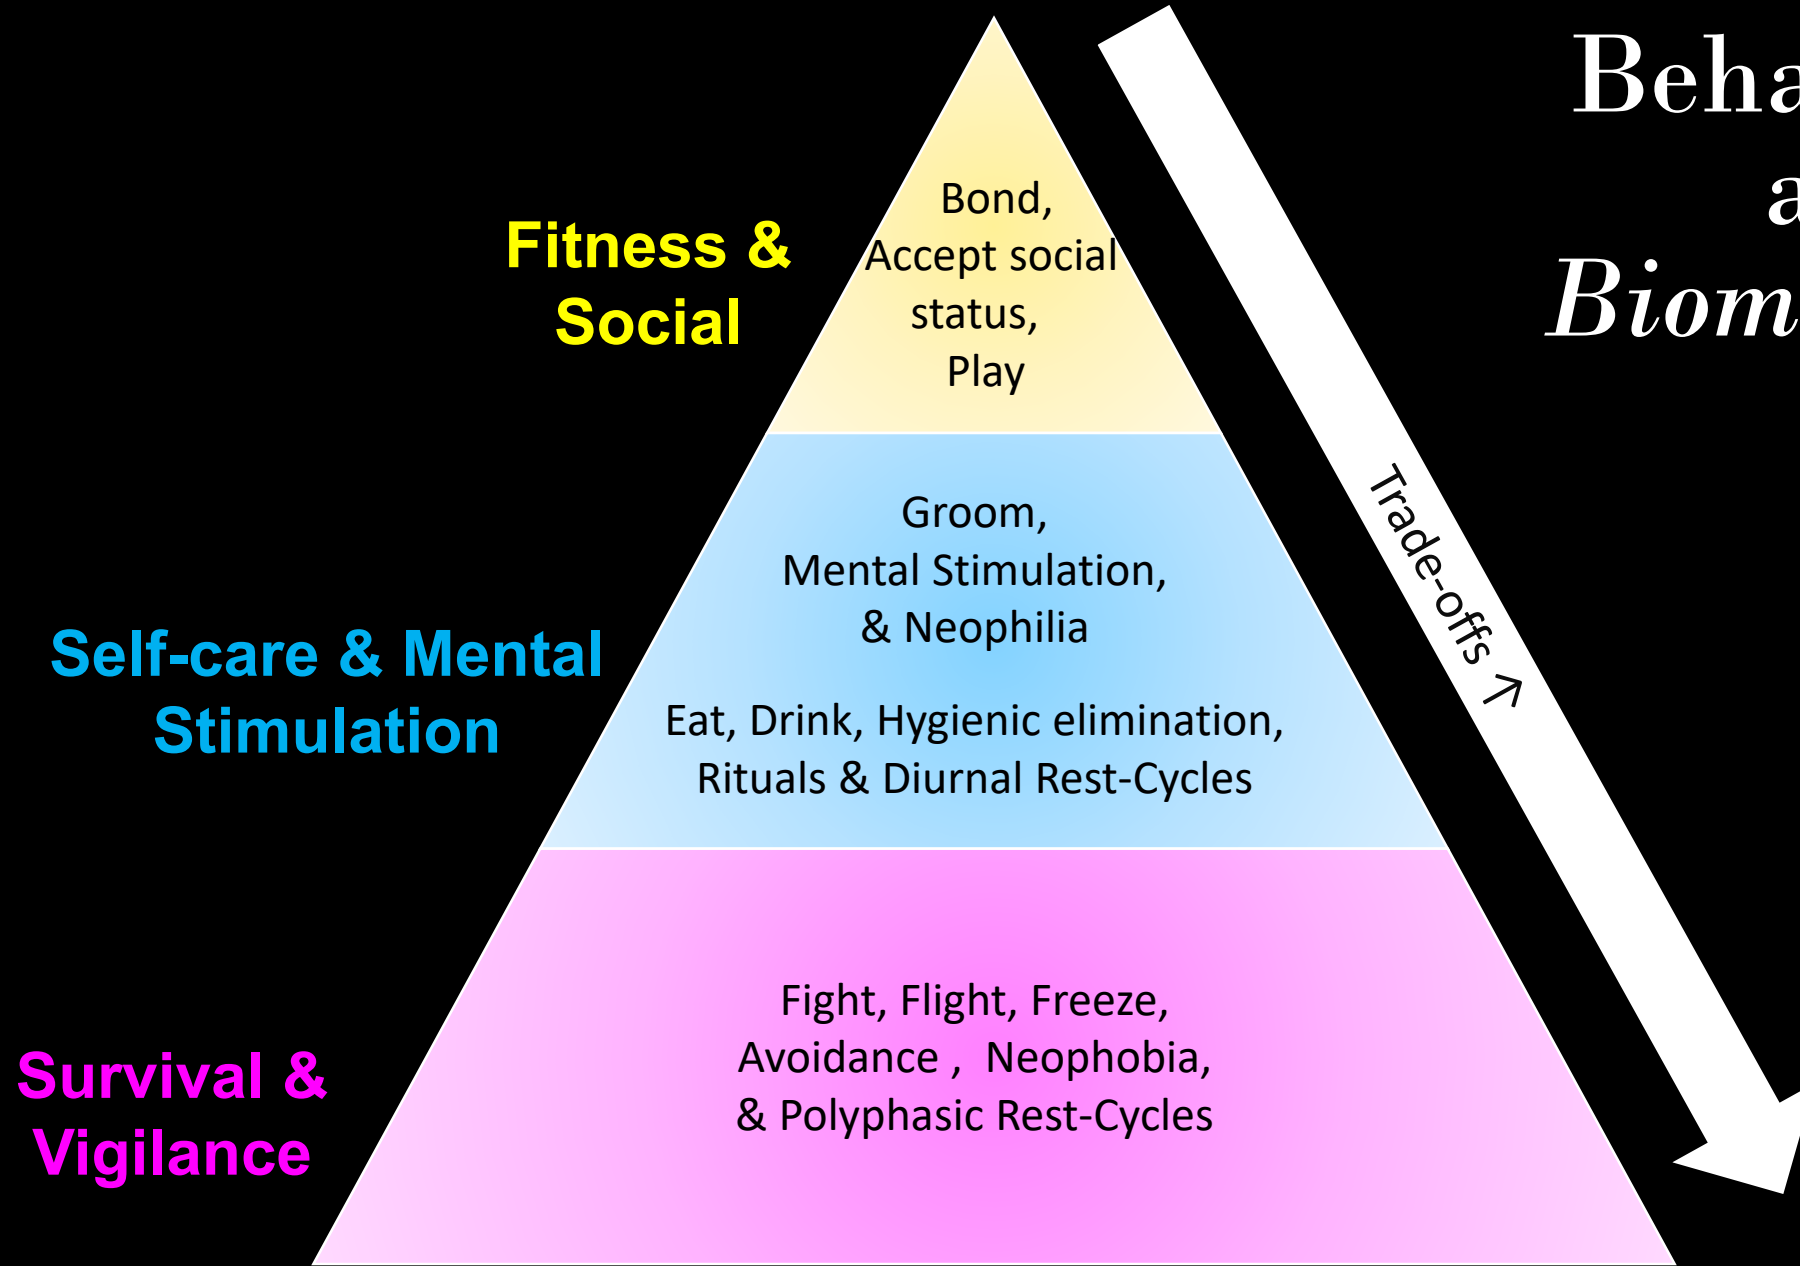 Beha
a
Biom
Fitness &
Social
Bond,
Accept social
status,
Play
Trade-offs ↑
Self-care & Mental
Stimulation
Groom,
Mental Stimulation,
& Neophilia
Eat, Drink, Hygienic elimination,
Rituals & Diurnal Rest-Cycles
Survival &
Vigilance
Fight, Flight, Freeze,
Avoidance , Neophobia,
& Polyphasic Rest-Cycles